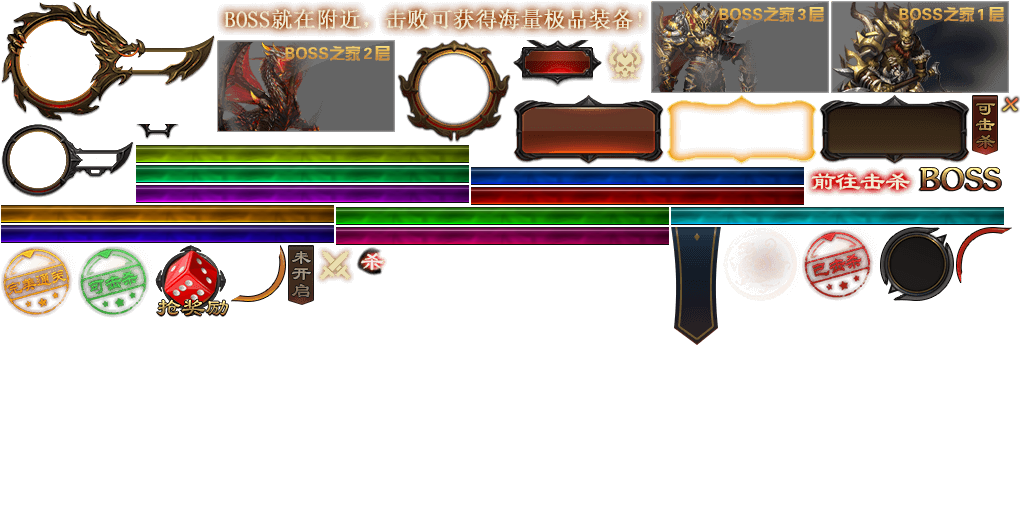 BOSS就在附近，击败可获得海量极品装备！
BOSS之家3层
BOSS之家1层
BOSS之家2层
可击杀
前往击杀
BOSS
可击杀
抢奖励
未开启
杀
已击杀